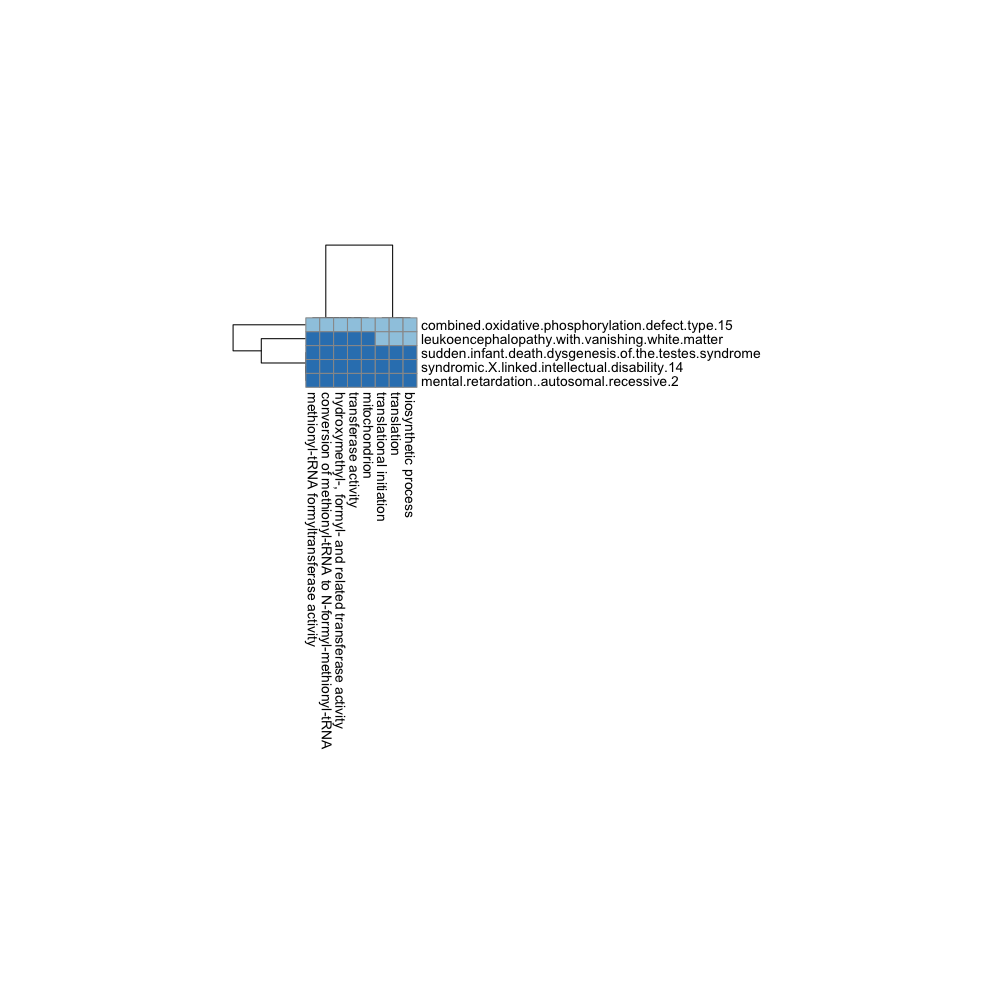 combined.oxidative.phosphorylation.defect.type.15
leukoencephalopathy.with.vanishing.white.matter
sudden.infant.death.dysgenesis.of.the.testes.syndrome
syndromic.X.linked.intellectual.disability.14
mental.retardation..autosomal.recessive.2
methionyl-tRNA formyltransferase activity
conversion of methionyl-tRNA to N-formyl-methionyl-tRNA
hydroxymethyl-, formyl- and related transferase activity
transferase activity
mitochondrion
translational initiation
translation
biosynthetic process